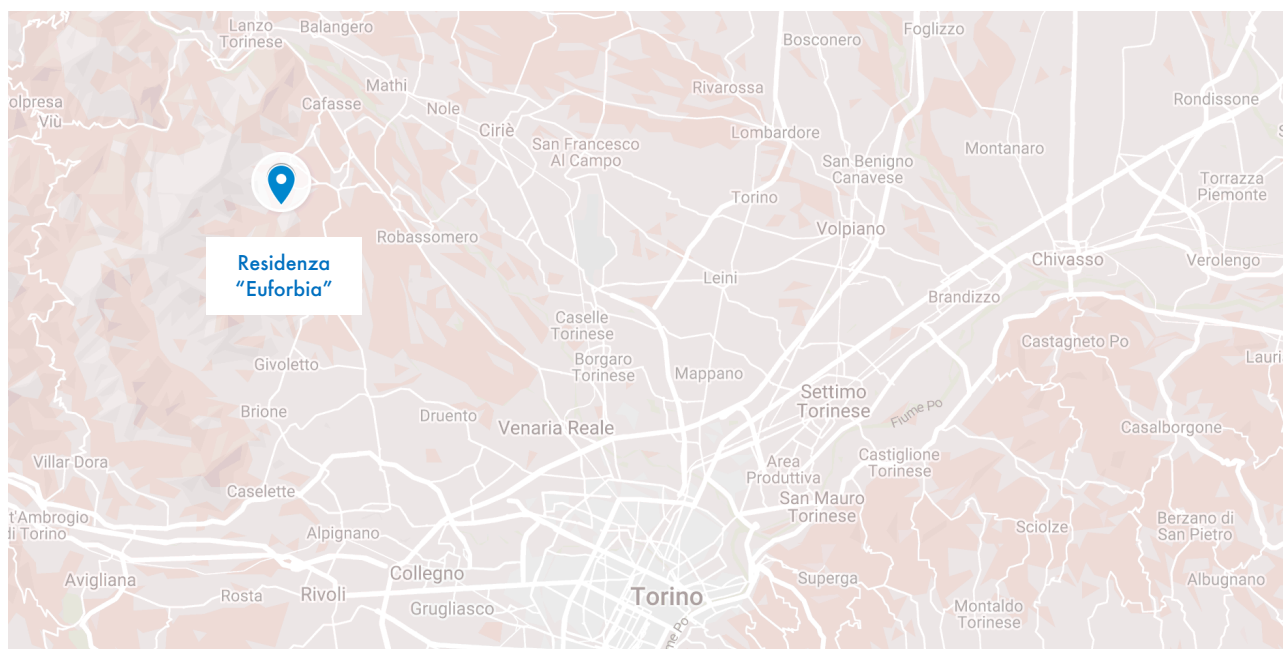 Lanzo
Torinese
Balangero
Bosconero
Foglizzo
Mathi
Rivarossa
olpresa
Viù
Cafasse
Nole
Rondissone
Ciriè
Lombardore
San Francesco
Al Campo
Montanaro
San Benigno
Canavese
Torrazza
Piemonte
Torino
Volpiano
Robassomero
Chivasso
Verolengo
Residenza
“Euforbia”
Leini
Brandizzo
Caselle
Torinese
Castagneto Po
Lauri
Givoletto
Borgaro
Torinese
Mappano
Settimo
Torinese
Brione
Druento
Venaria Reale
Fiume Po
Casalborgone
Villar Dora
Area
Produttiva
Castiglione
Torinese
Caselette
San Mauro
Torinese
t'Ambrogio
di Torino
Alpignano
Sciolze
Berzano di
San Pietro
Avigliana
Collegno
Superga
Albugnano
Rosta
Rivoli
Grugliasco
Torino
Montaldo
Torinese
me Po